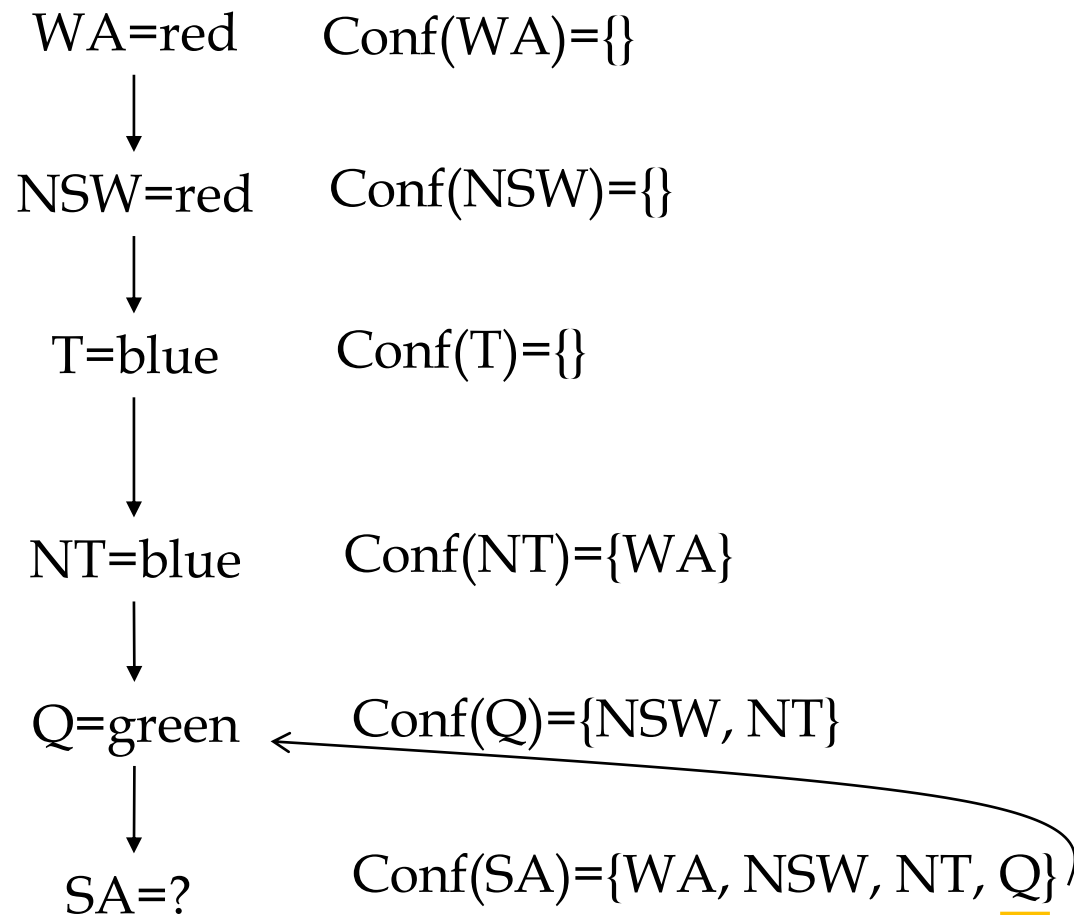 WA=red Conf(WA)={}
NSW=red Conf(NSW)={}
T=blue Conf(T)={}
NT=blue Conf(NT)={WA}
Q=green Conf(Q)={NSW, NT}
SA=? Conf(SA)={WA, NSW, NT, Q}